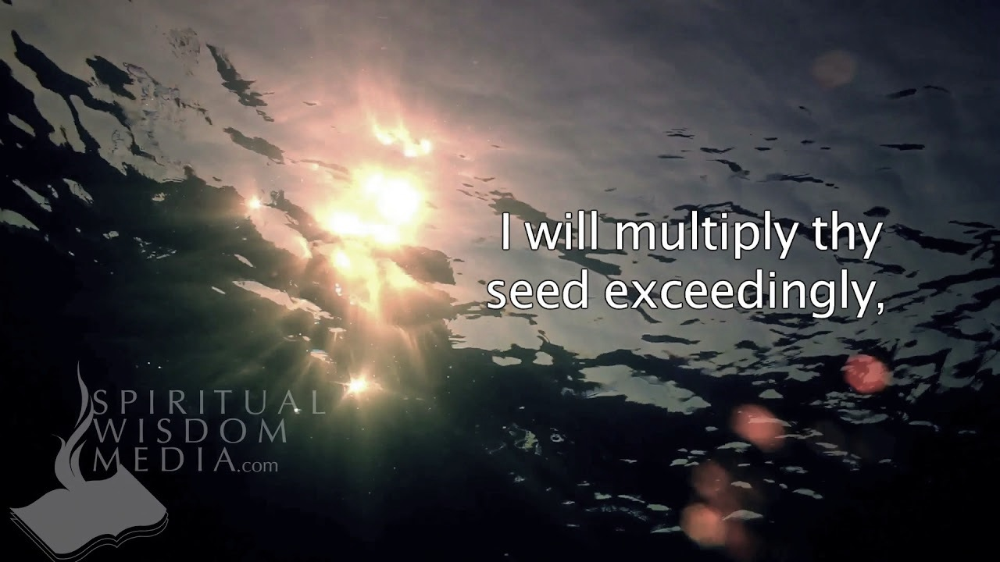 I will multiply thy
seed exceedingly,
SPIRITUAL
WISDOM
MEDIA.com